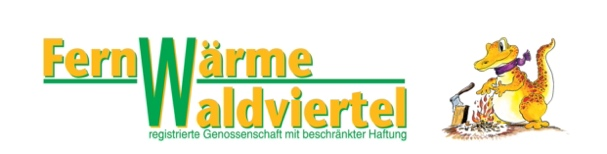 FernWärme
Waldviertel
registrierte Genossenschaft mit beschränkter Haftung